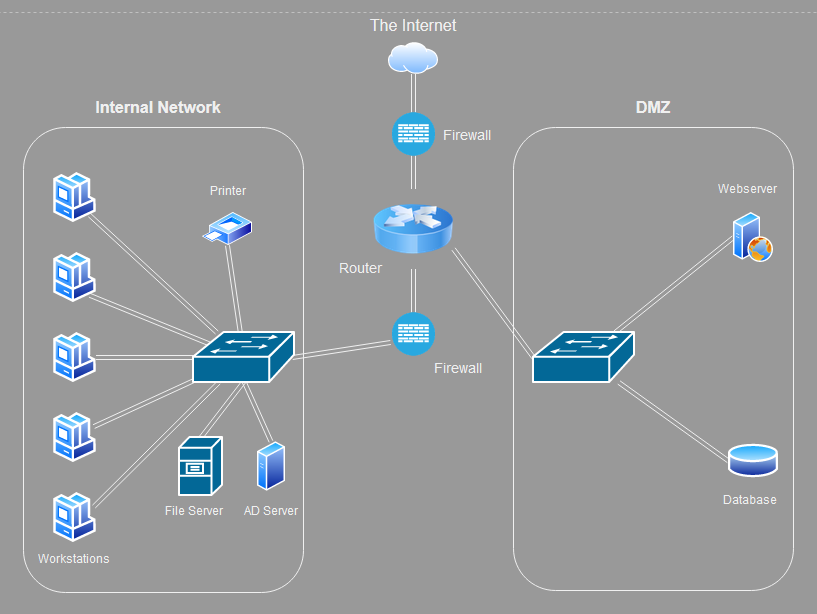 The Internet
Internal Network
DMZ
Firewall
Printer
Webserver
Router
Firewall
File Server
AD Server
Database
Workstations